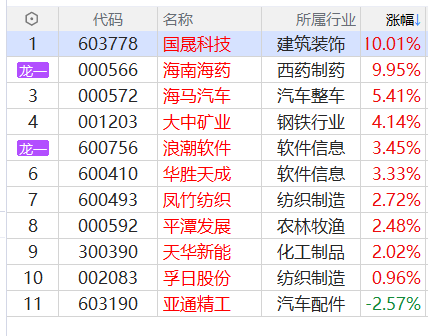 代码 名称 所属行业 涨幅↓
1 603778 国晟科技 建筑装饰 10.01%
龙一 000566 海南海药 西药制药 9.95%
3 000572 海马汽车 汽车整车 5.41%
4 001203 大中矿业 钢铁行业 4.14%
龙一 600756 浪潮软件 软件信息 3.45%
6 600410 华胜天成 软件信息 3.33%
7 600493 凤竹纺织 纺织制造 2.72%
8 000592 平潭发展 农林牧渔 2.48%
9 300390 天华新能 化工制品 2.02%
10 002083 孚日股份 纺织制造 0.96%
11 603190 亚通精工 汽车配件 -2.57%